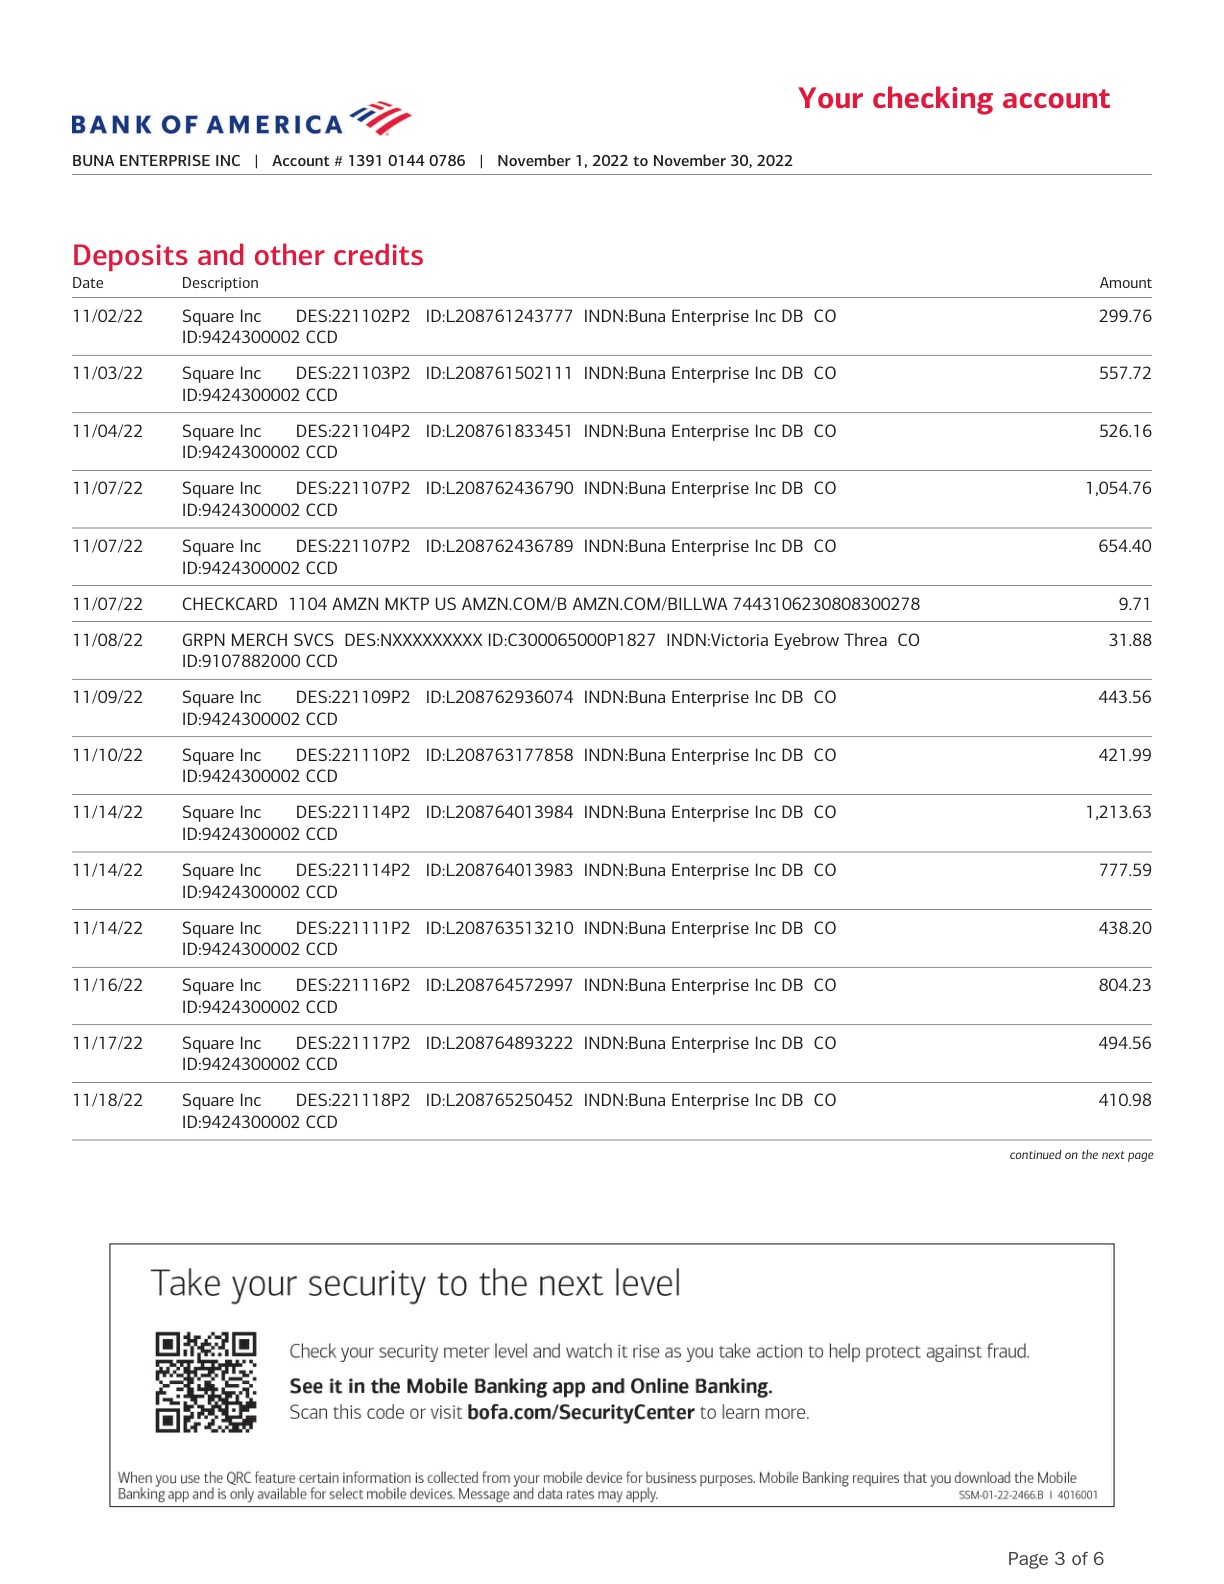 Your checking account
BANK OF AMERICA
BUNA ENTERPRISE INC | Account # 1391 0144 0786 | November 1, 2022 to November 30, 2022
Deposits and other credits
Date Description Amount
11/02/22 Square Inc DES:221102P2 ID:L208761243777 INDN:Buna Enterprise Inc DB CO 299.76
ID:9424300002 CCD
11/03/22 Square Inc DES:221103P2 ID:L208761502111 INDN:Buna Enterprise Inc DB CO 557.72
ID:9424300002 CCD
11/04/22 Square Inc DES:221104P2 ID:L208761833451 INDN:Buna Enterprise Inc DB CO 526.16
ID:9424300002 CCD
11/07/22 Square Inc DES:221107P2 ID:L208762436790 INDN:Buna Enterprise Inc DB CO 1,054.76
ID:9424300002 CCD
11/07/22 Square Inc DES:221107P2 ID:L208762436789 INDN:Buna Enterprise Inc DB CO 654.40
ID:9424300002 CCD
11/07/22 CHECKCARD 1104 AMZN MKTP US AMZN.COM/B AMZN.COM/BILLWA 7443106230808300278 9.71
11/08/22 GRPN MERCH SVCS DES:NXXXXXXXXX ID:C300065000P1827 INDN:Victoria Eyebrow Threa CO 31.88
ID:9107882000 CCD
11/09/22 Square Inc DES:221109P2 ID:L208762936074 INDN:Buna Enterprise Inc DB CO 443.56
ID:9424300002 CCD
11/10/22 Square Inc DES:221110P2 ID:L208763177858 INDN:Buna Enterprise Inc DB CO 421.99
ID:9424300002 CCD
11/14/22 Square Inc DES:221114P2 ID:L208764013984 INDN:Buna Enterprise Inc DB CO 1,213.63
ID:9424300002 CCD
11/14/22 Square Inc DES:221114P2 ID:L208764013983 INDN:Buna Enterprise Inc DB CO 777.59
ID:9424300002 CCD
11/14/22 Square Inc DES:221111P2 ID:L208763513210 INDN:Buna Enterprise Inc DB CO 438.20
ID:9424300002 CCD
11/16/22 Square Inc DES:221116P2 ID:L208764572997 INDN:Buna Enterprise Inc DB CO 804.23
ID:9424300002 CCD
11/17/22 Square Inc DES:221117P2 ID:L208764893222 INDN:Buna Enterprise Inc DB CO 494.56
ID:9424300002 CCD
11/18/22 Square Inc DES:221118P2 ID:L208765250452 INDN:Buna Enterprise Inc DB CO 410.98
ID:9424300002 CCD
continued on the next page
Take your security to the next level
Check your security meter level and watch it rise as you take action to help protect against fraud.
See it in the Mobile Banking app and Online Banking.
Scan this code or visit bofa.com/SecurityCenter to learn more.
When you use the QRC feature certain information is collected from your mobile device for business purposes. Mobile Banking requires that you download the Mobile
Banking app and is only available for select mobile devices. Message and data rates may apply. SSM-01-22-2466.B | 4016001
Page 3 of 6